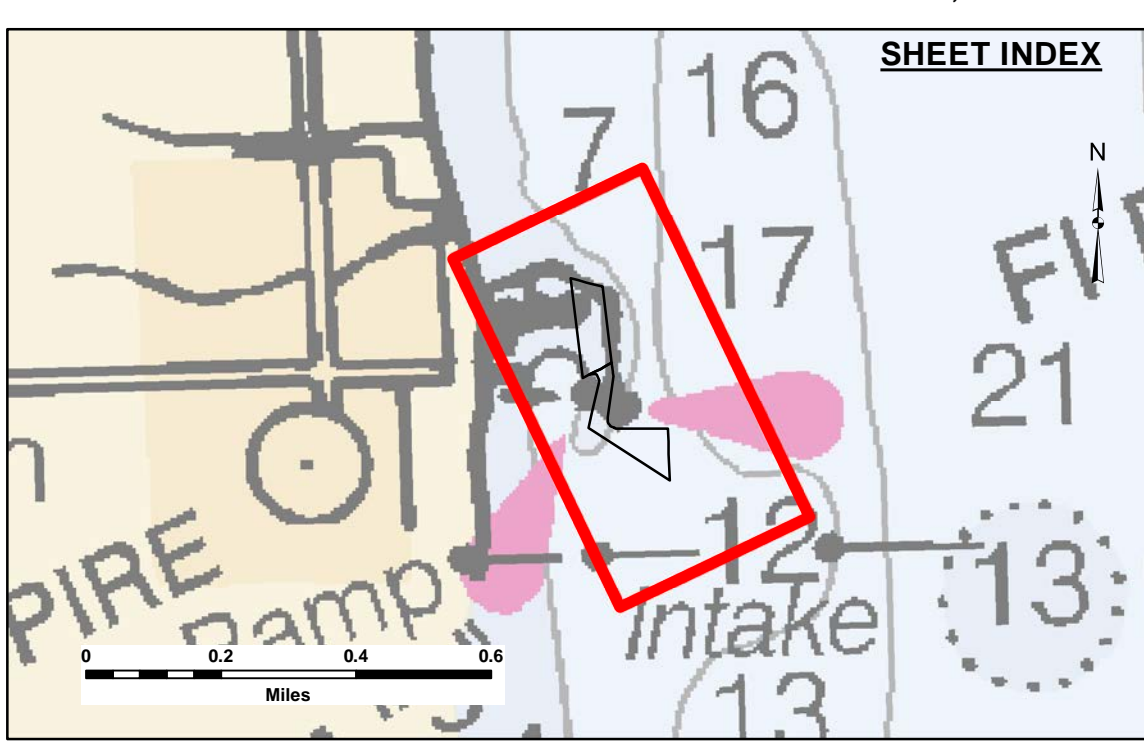 SHEET INDEX
16
7
N
17
21
12
13
PIRE
Ramp
Intake
13
0 0.2 0.4 0.6
Miles